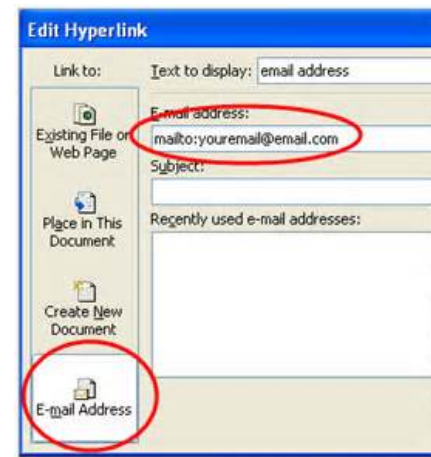 Edit Hyperlink
Link to:
Text to display: email address
Existing File or
Web Page
E-mail address:
mailto:youremail@email.com
Subject:
Recently used e-mail addresses:
Place in This
Document
Create New
Document
E-mail Address